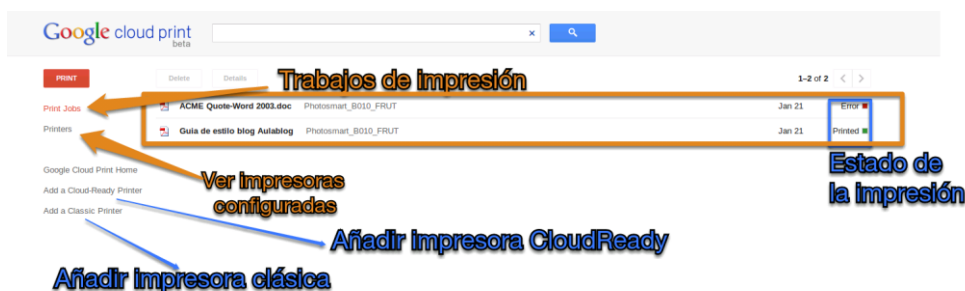 Google cloud print
beta
PRINT
Delete Details
Trabajos de impresión
1–2 of 2
Print Jobs
ACME Quote-Word 2003.doc Photosmart_B010_FRUT Jan 21 Error
Printers
Guia de estilo blog Aulablog Photosmart_B010_FRUT Jan 21 Printed
Estado de
la impresión
Google Cloud Print Home
Ver impresoras
configuradas
Add a Cloud-Ready Printer
Add a Classic Printer
Añadir impresora CloudReady
Añadir impresora clásica